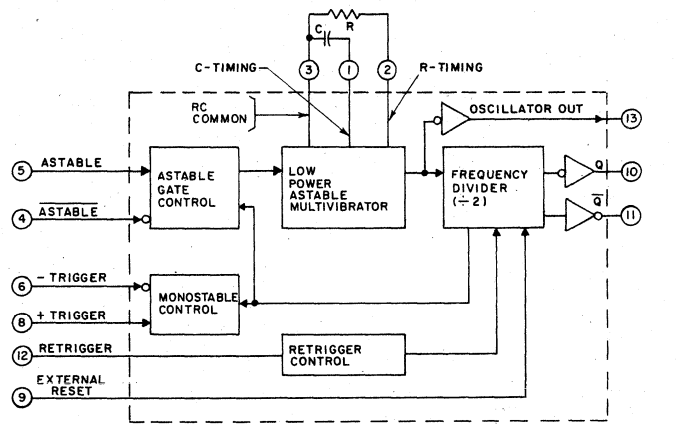 R
C
3
1
2
C-TIMING
R-TIMING
RC
COMMON
OSCILLATOR OUT
13
5
ASTABLE
ASTABLE
GATE
CONTROL
LOW
POWER
ASTABLE
MULTIVIBRATOR
FREQUENCY
DIVIDER
(÷2)
Q
10
4
A̅S̅T̅A̅B̅L̅E̅
Q̅
11
6
- TRIGGER
MONOSTABLE
CONTROL
8
+ TRIGGER
12
RETRIGGER
RETRIGGER
CONTROL
9
EXTERNAL
RESET